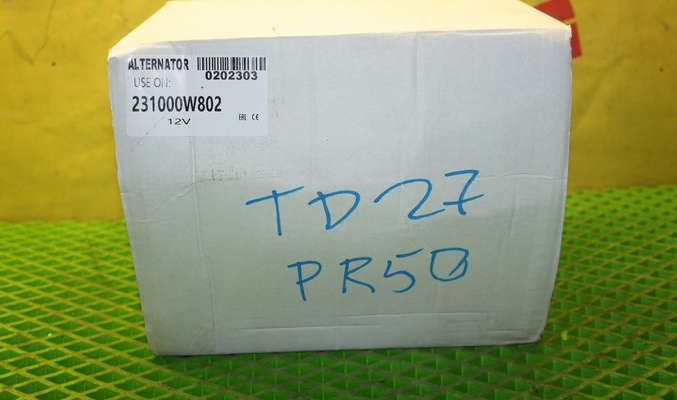 ALTERNATOR
0202303
USE ON:
231000W802
12V
EAC CE
TD27
PR50